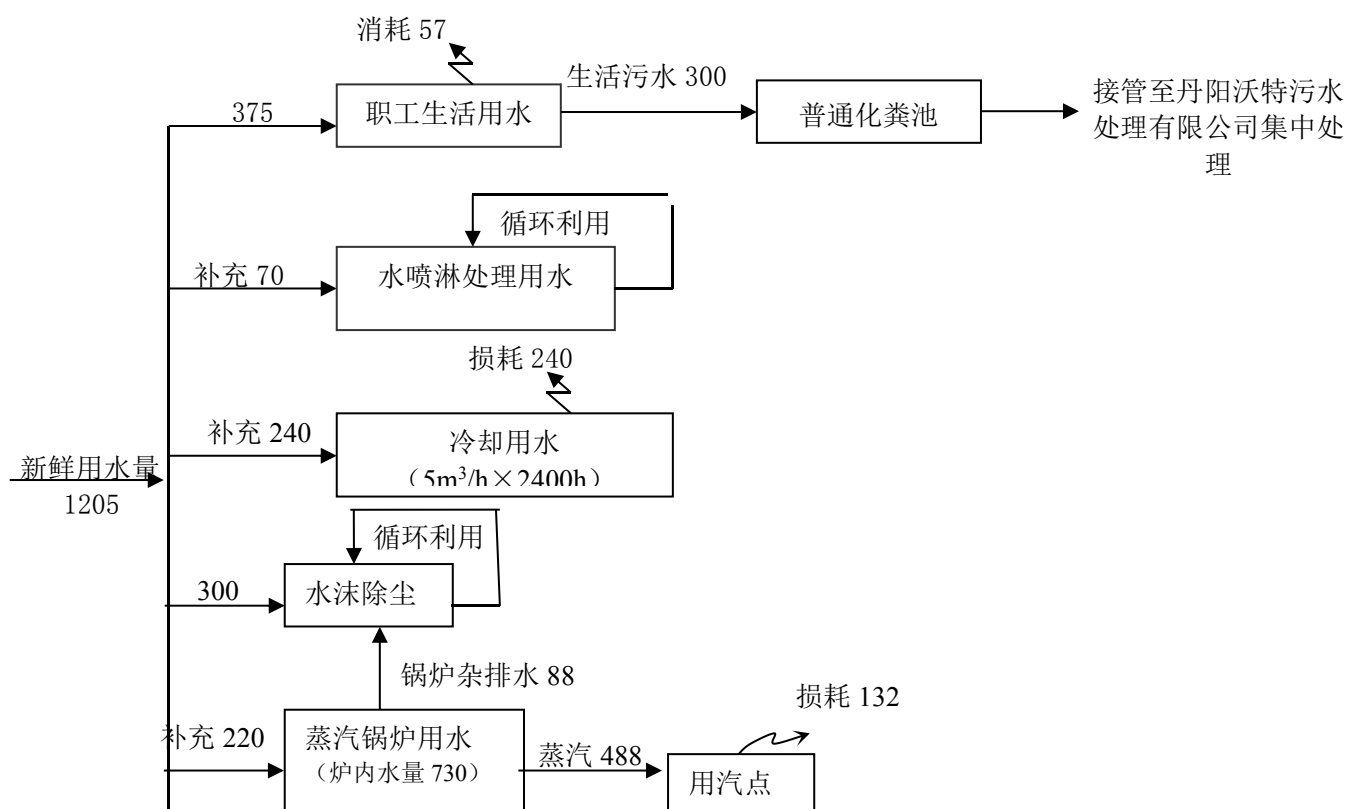 消耗 57
生活污水 300
375
职工生活用水
普通化粪池
接管至丹阳沃特污水
处理有限公司集中处
理
循环利用
补充 70
水喷淋处理用水
损耗 240
补充 240
冷却用水
（5m³/h×2400h）
新鲜用水量
1205
循环利用
300
水沫除尘
锅炉杂排水 88
损耗 132
补充 220
蒸汽锅炉用水
（炉内水量 730）
蒸汽 488
用汽点